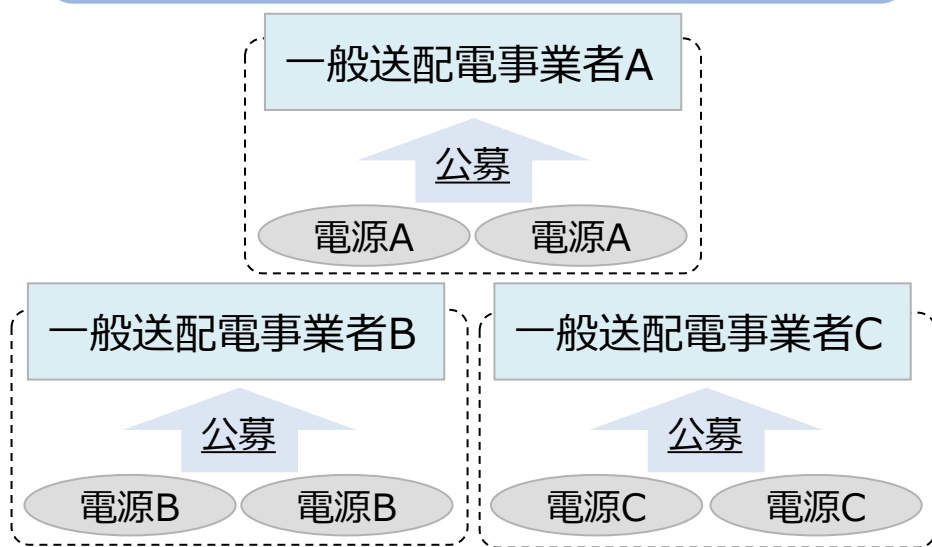 一般送配電事業者A
公募
電源A 電源A
一般送配電事業者B
公募
電源B 電源B
一般送配電事業者C
公募
電源C 電源C